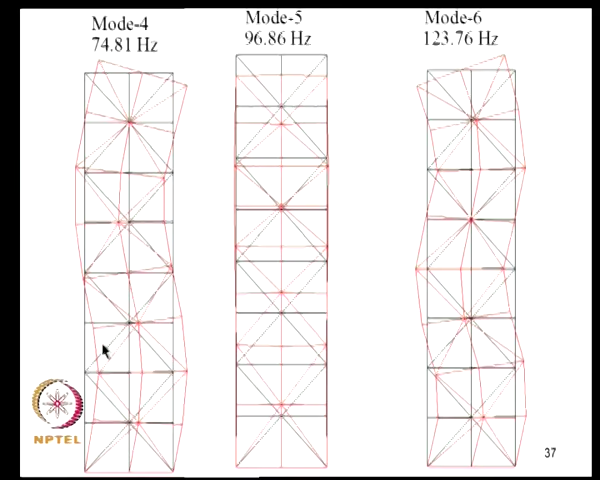 Mode-4
74.81 Hz
Mode-5
96.86 Hz
Mode-6
123.76 Hz
NPTEL
37